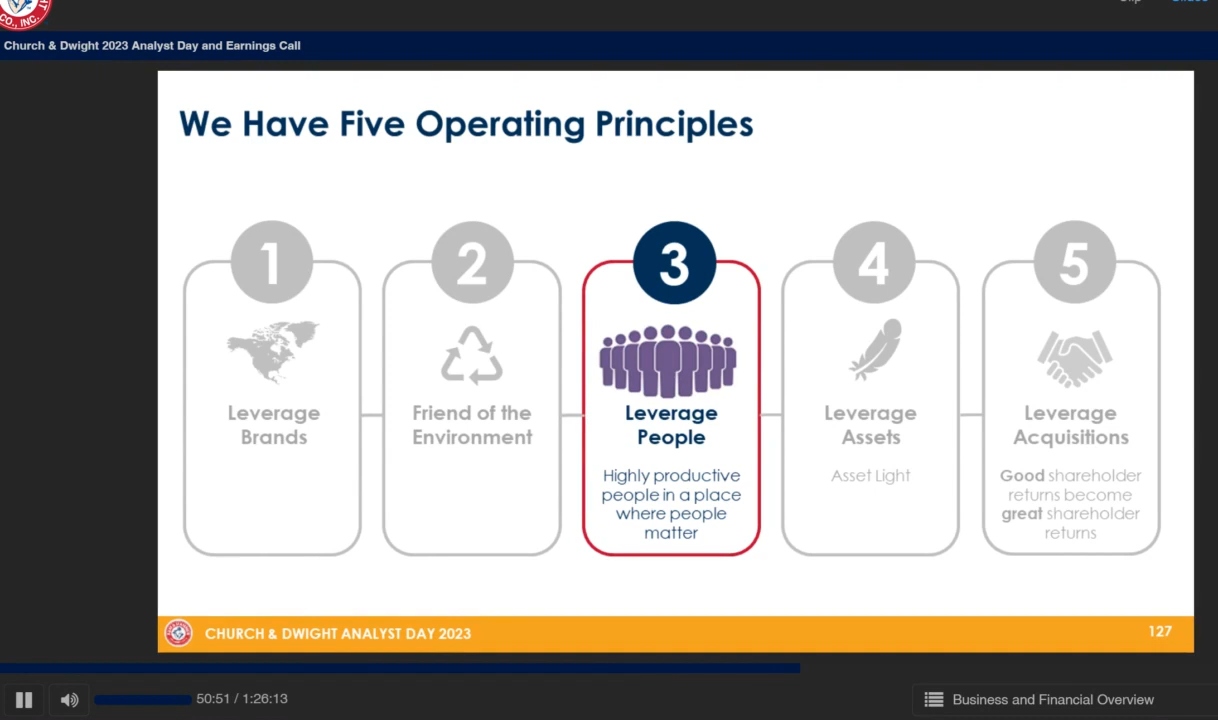 CO., INC.
Church & Dwight 2023 Analyst Day and Earnings Call
We Have Five Operating Principles
1
2
3
4
5
Leverage
Brands
Friend of the
Environment
Leverage
People
Highly productive
people in a place
where people
matter
Leverage
Assets
Asset Light
Leverage
Acquisitions
Good shareholder
returns become
great shareholder
returns
CHURCH & DWIGHT ANALYST DAY 2023
127
50:51 / 1:26:13
Business and Financial Overview